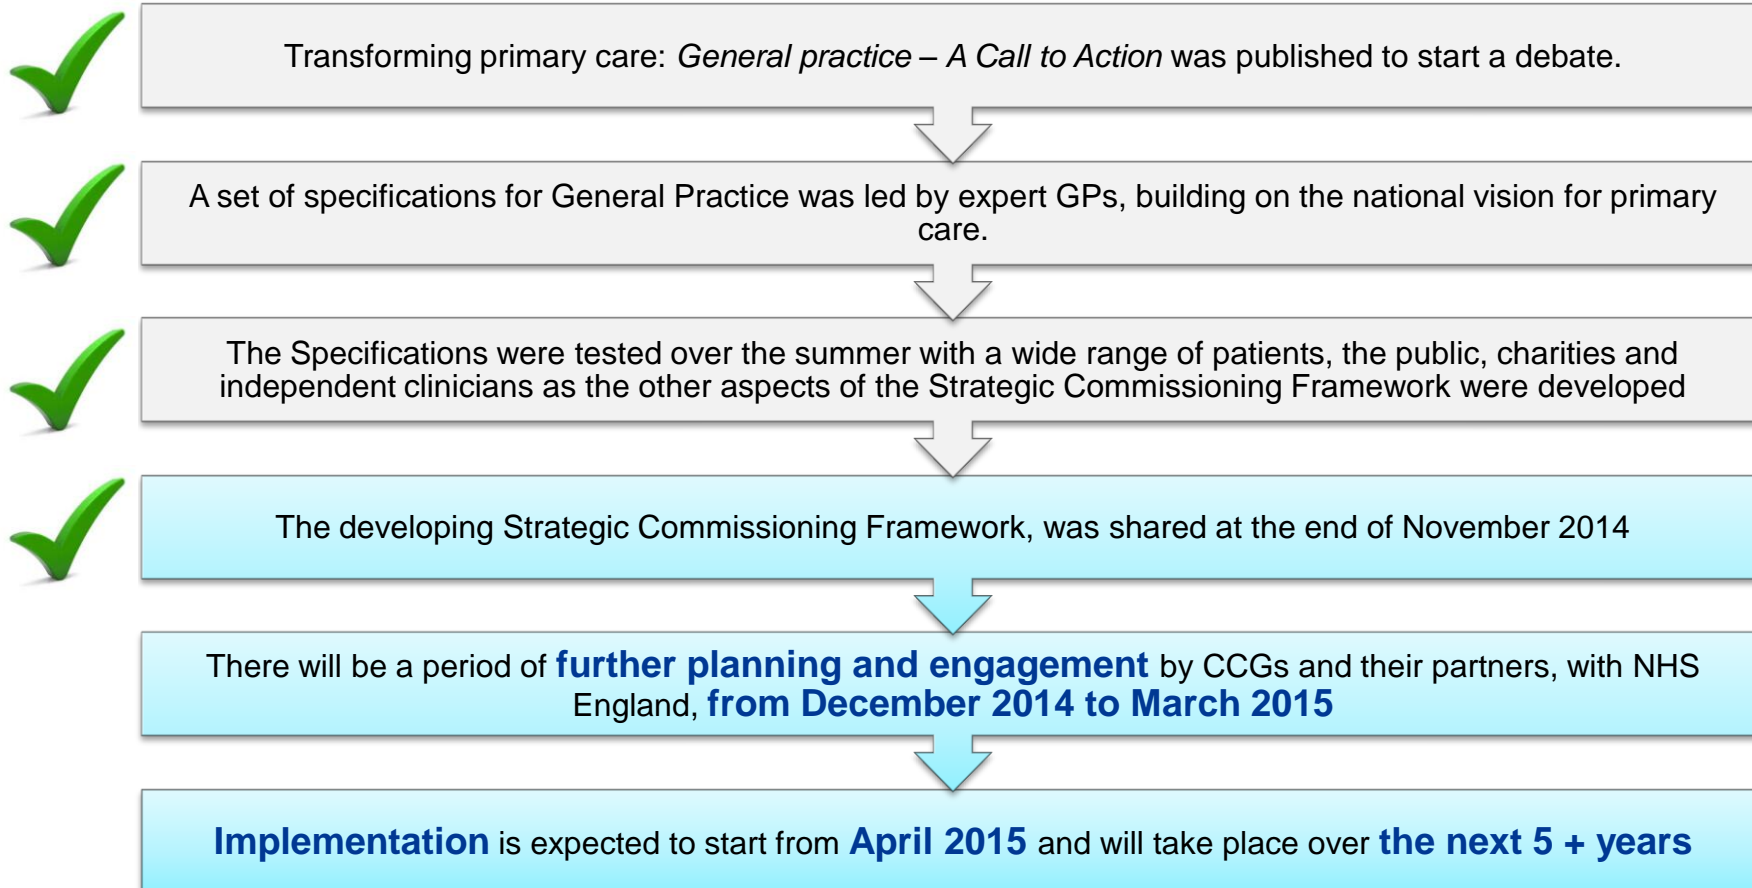 Transforming primary care: General practice – A Call to Action was published to start a debate.
A set of specifications for General Practice was led by expert GPs, building on the national vision for primary
care.
The Specifications were tested over the summer with a wide range of patients, the public, charities and
independent clinicians as the other aspects of the Strategic Commissioning Framework were developed
The developing Strategic Commissioning Framework, was shared at the end of November 2014
There will be a period of further planning and engagement by CCGs and their partners, with NHS
England, from December 2014 to March 2015
Implementation is expected to start from April 2015 and will take place over the next 5 + years